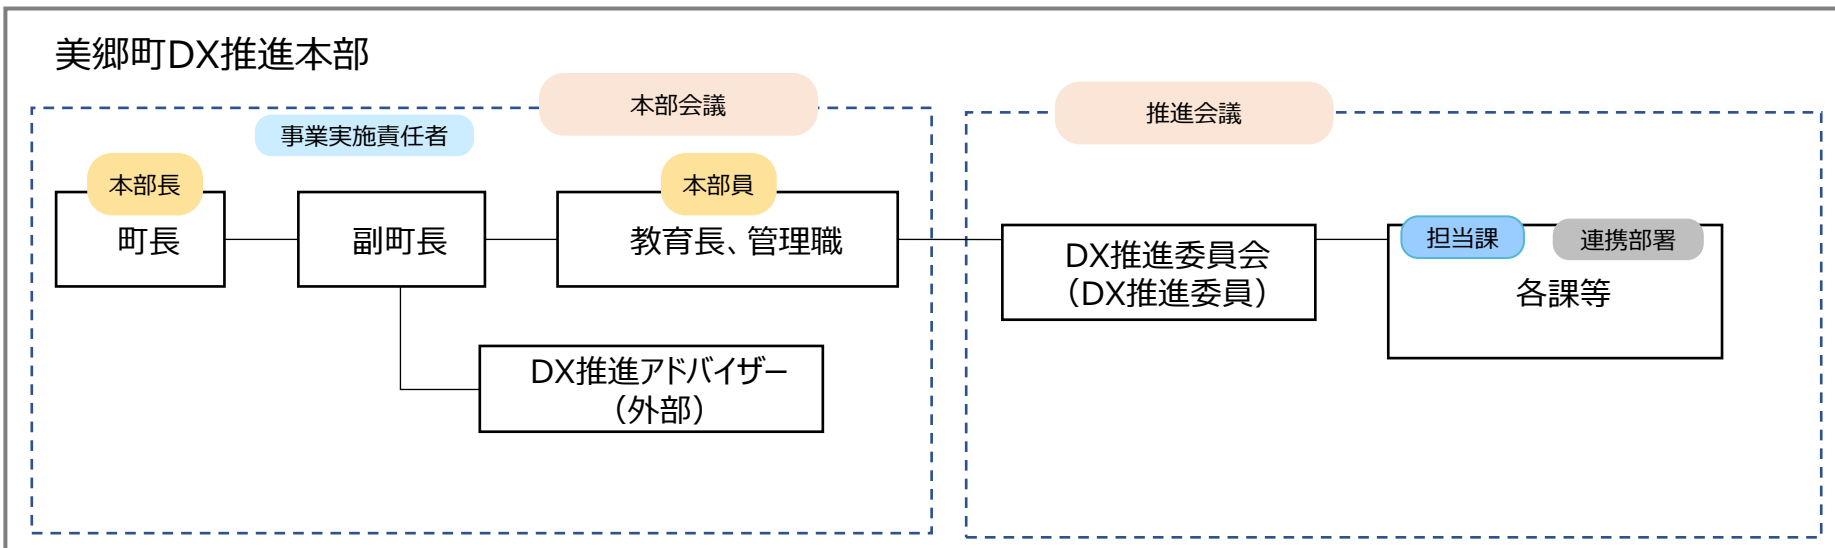 美郷町DX推進本部
本部会議
推進会議
事業実施責任者
本部長
本部員
町長
副町長
教育長、管理職
担当課
連携部署
DX推進委員会
（DX推進委員）
各課等
DX推進アドバイザー
（外部）